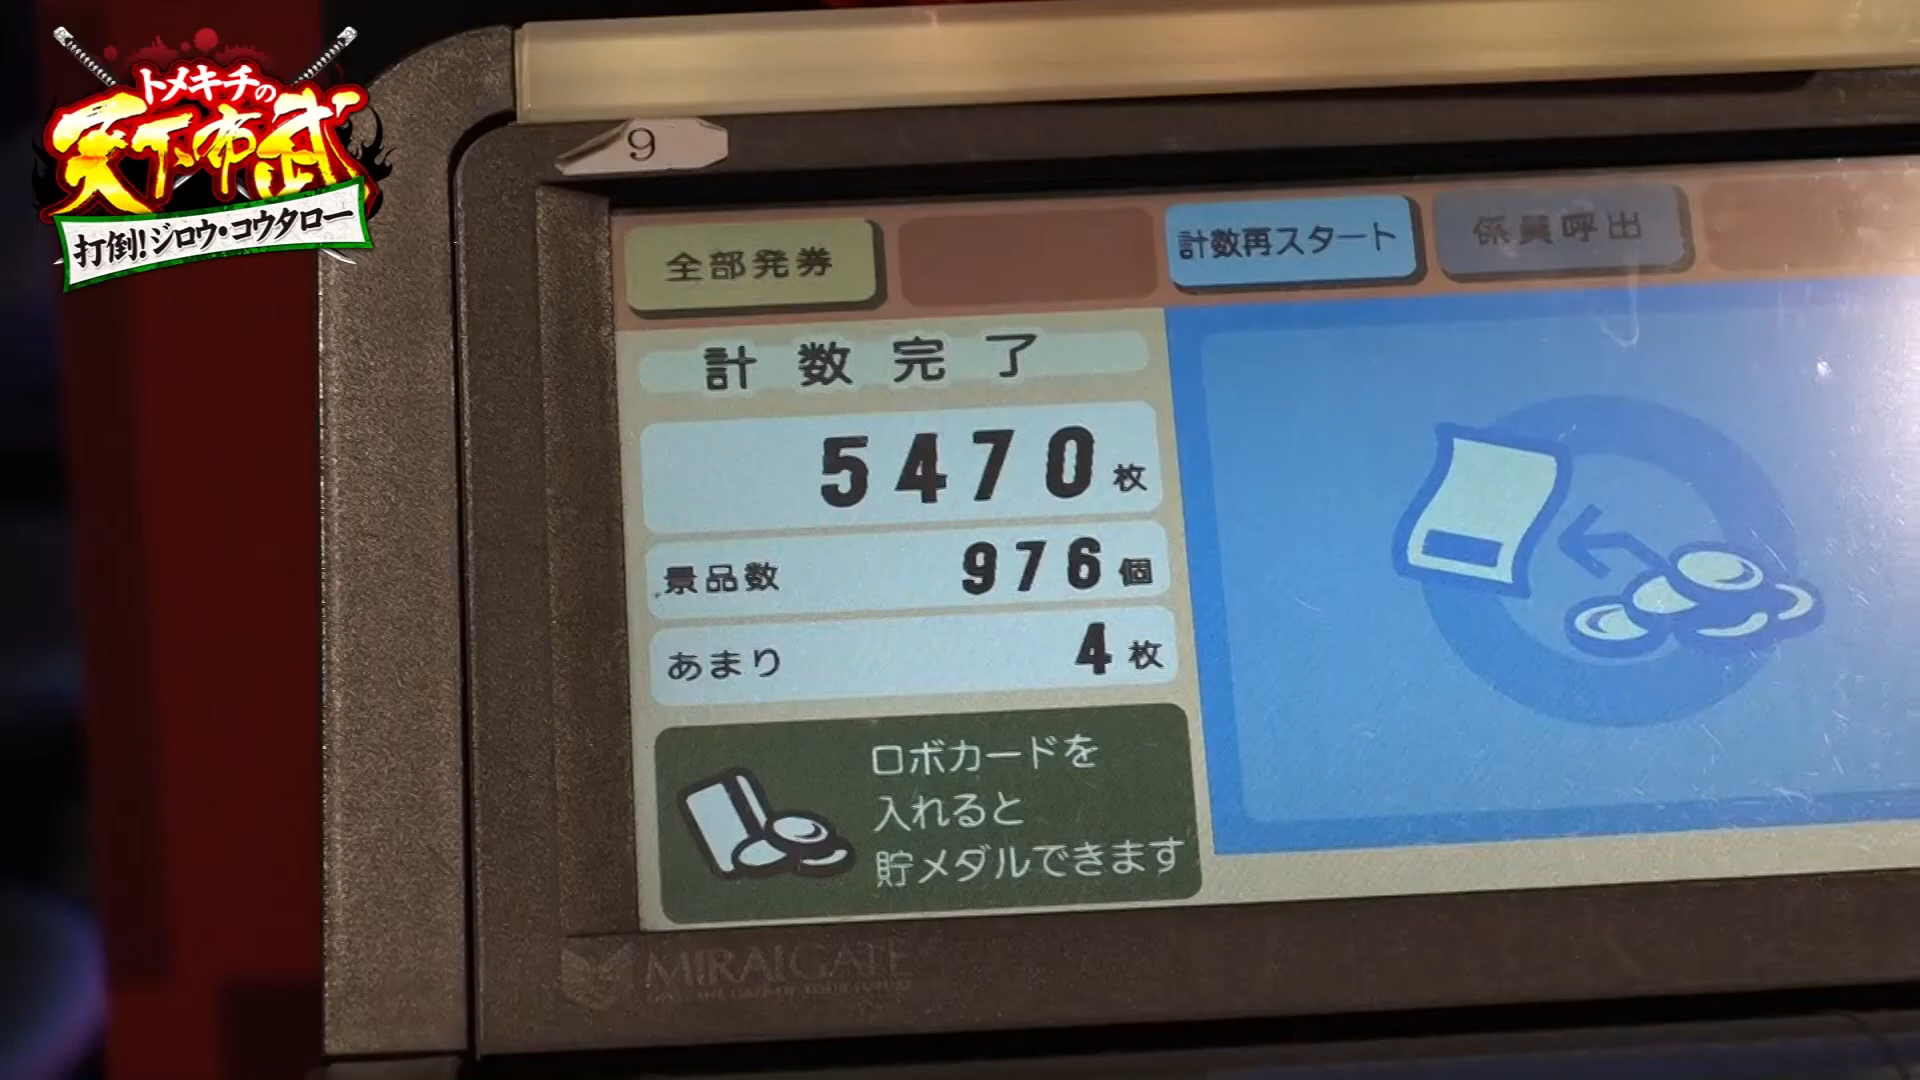 トメキチの
天下布武
打倒!ジロウ・コウタロー
9
全部発券
計数再スタート
係員呼出
計数完了
5470枚
景品数 976個
あまり 4枚
ロボカードを
入れると
貯メダルできます
MIRAIGATE